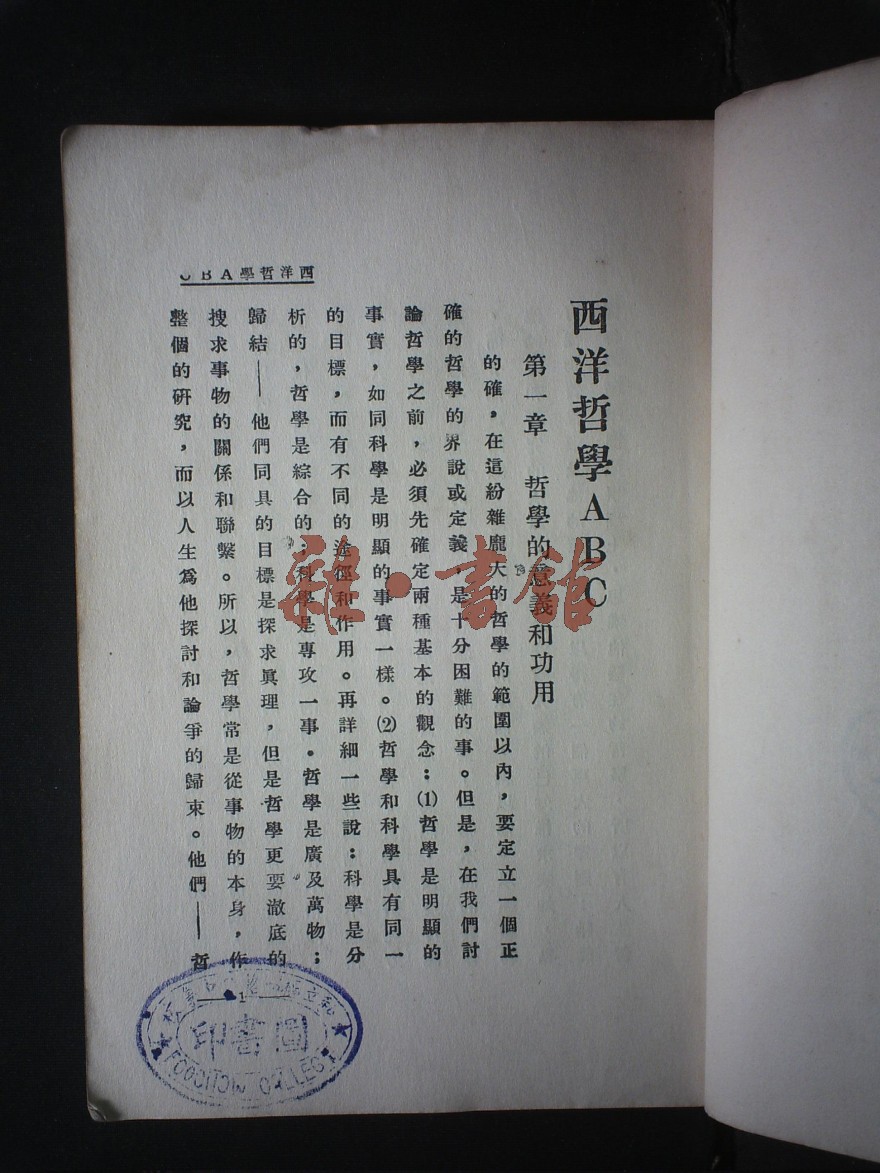 西洋哲學ABC
西洋哲學ABC
第一章　哲學的意義和功用
的確，在這紛雜龐大的哲學的範圍以內，要定立一個正
確的哲學的界說或定義，是十分困難的事。但是，在我們討
論哲學之前，必須先確定兩種基本的觀念：(1)哲學是明顯的
事實，如同科學是明顯的事實一樣。(2)哲學和科學具有同一
的目標，而有不同的途徑和作用。再詳細一些說：科學是分
析的，哲學是綜合的；科學是專攻一事。哲學是廣及萬物；
歸結——他們同具的目標是探求眞理，但是哲學更要澈底的
搜求事物的關係和聯繫。所以，哲學常是從事物的本身，作
整個的研究，而以人生爲他探討和論爭的歸束。他們——哲
1
圖書印
雜·書館